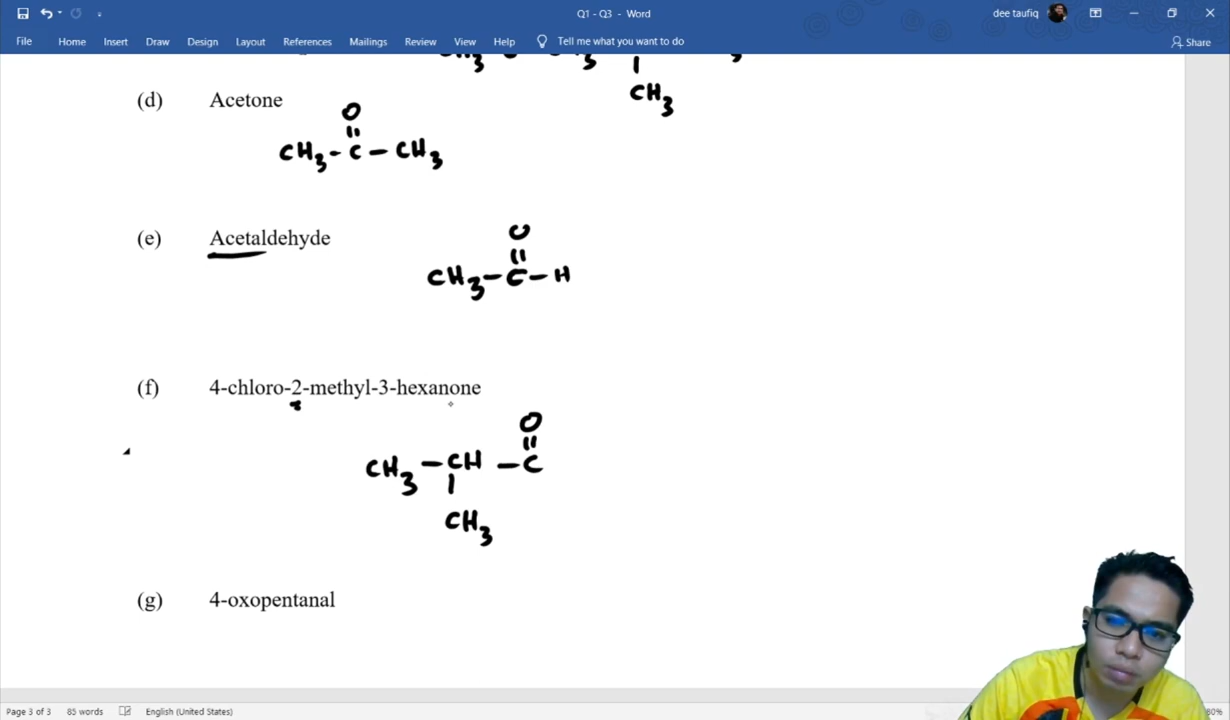 Q1 - Q3 - Word
dee taufiq
File Home Insert Draw Design Layout References Mailings Review View Help Tell me what you want to do Share
CH3
(d) Acetone
O
CH3 - C - CH3
(e) Acetaldehyde
O
CH3 - C - H
(f) 4-chloro-2-methyl-3-hexanone
O
CH3 - CH - C
CH3
(g) 4-oxopentanal
Page 3 of 3 85 words English (United States) 80%